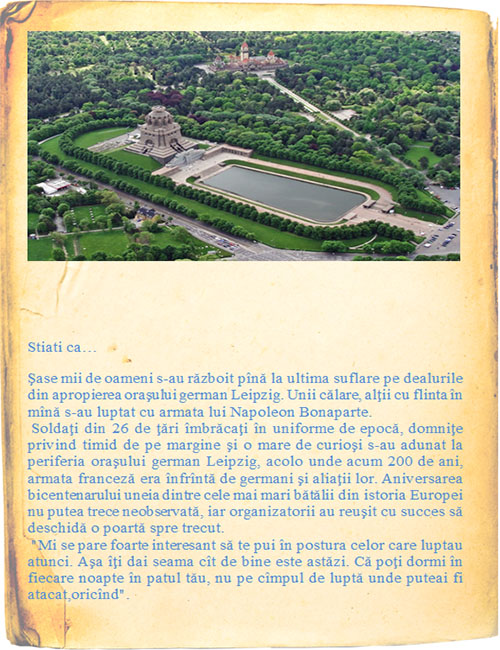 Stiati ca…
Şase mii de oameni s-au război­t pînă la ultima suflare pe dealurile
din apropierea oraşului german Leipzig. Unii călare, alţii cu flinta în
mînă s-au luptat cu armata lui Napoleon Bonaparte.
Soldaţi din 26 de ţări îmbrăcaţi în uniforme de epocă, domniţe
privind timid de pe margine şi o mare de curioşi s-au adunat la
periferia oraşului german Leipzig, acolo unde acum 200 de ani,
armata franceză era înfrîntă de germani şi aliaţii lor. Aniversarea
bicentenarului uneia dintre cele mai mari bătălii din istoria Europei
nu putea trece neobservată, iar organizatorii au reuşit cu succes să
deschidă o poartă spre trecut.
"Mi se pare foarte interesant să te pui în postura celor care luptau
atunci. Aşa îţi dai seama cît de bine este astăzi. Că poţi dormi în
fiecare noapte în patul tău, nu pe cîmpul de luptă unde puteai fi
atacat,oricînd".